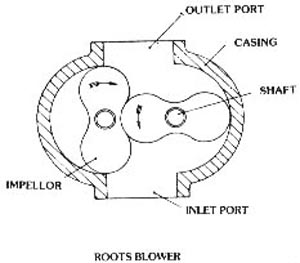 OUTLET PORT
CASING
SHAFT
IMPELLOR
INLET PORT
ROOTS BLOWER